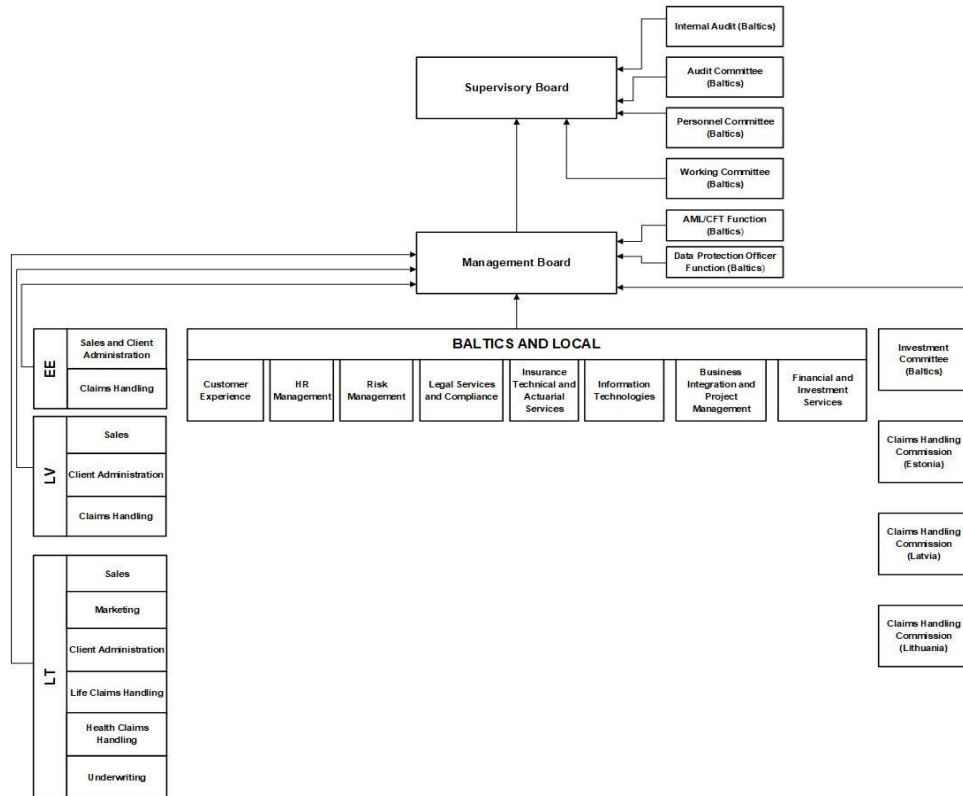 Internal Audit (Baltics)
Supervisory Board
Audit Committee
(Baltics)
Personnel Committee
(Baltics)
Working Committee
(Baltics)
AML/CFT Function
(Baltics)
Management Board
Data Protection Officer
Function (Baltics)
EE
Sales and Client
Administration
Claims Handling
LV
Sales
Client Administration
Claims Handling
LT
Sales
Marketing
Client Administration
Life Claims Handling
Health Claims
Handling
Underwriting
BALTICS AND LOCAL
Customer
Experience
HR
Management
Risk
Management
Legal Services
and Compliance
Insurance
Technical and
Actuarial
Services
Information
Technologies
Business
Integration and
Project
Management
Financial and
Investment
Services
Investment
Committee
(Baltics)
Claims Handling
Commission
(Estonia)
Claims Handling
Commission
(Latvia)
Claims Handling
Commission
(Lithuania)